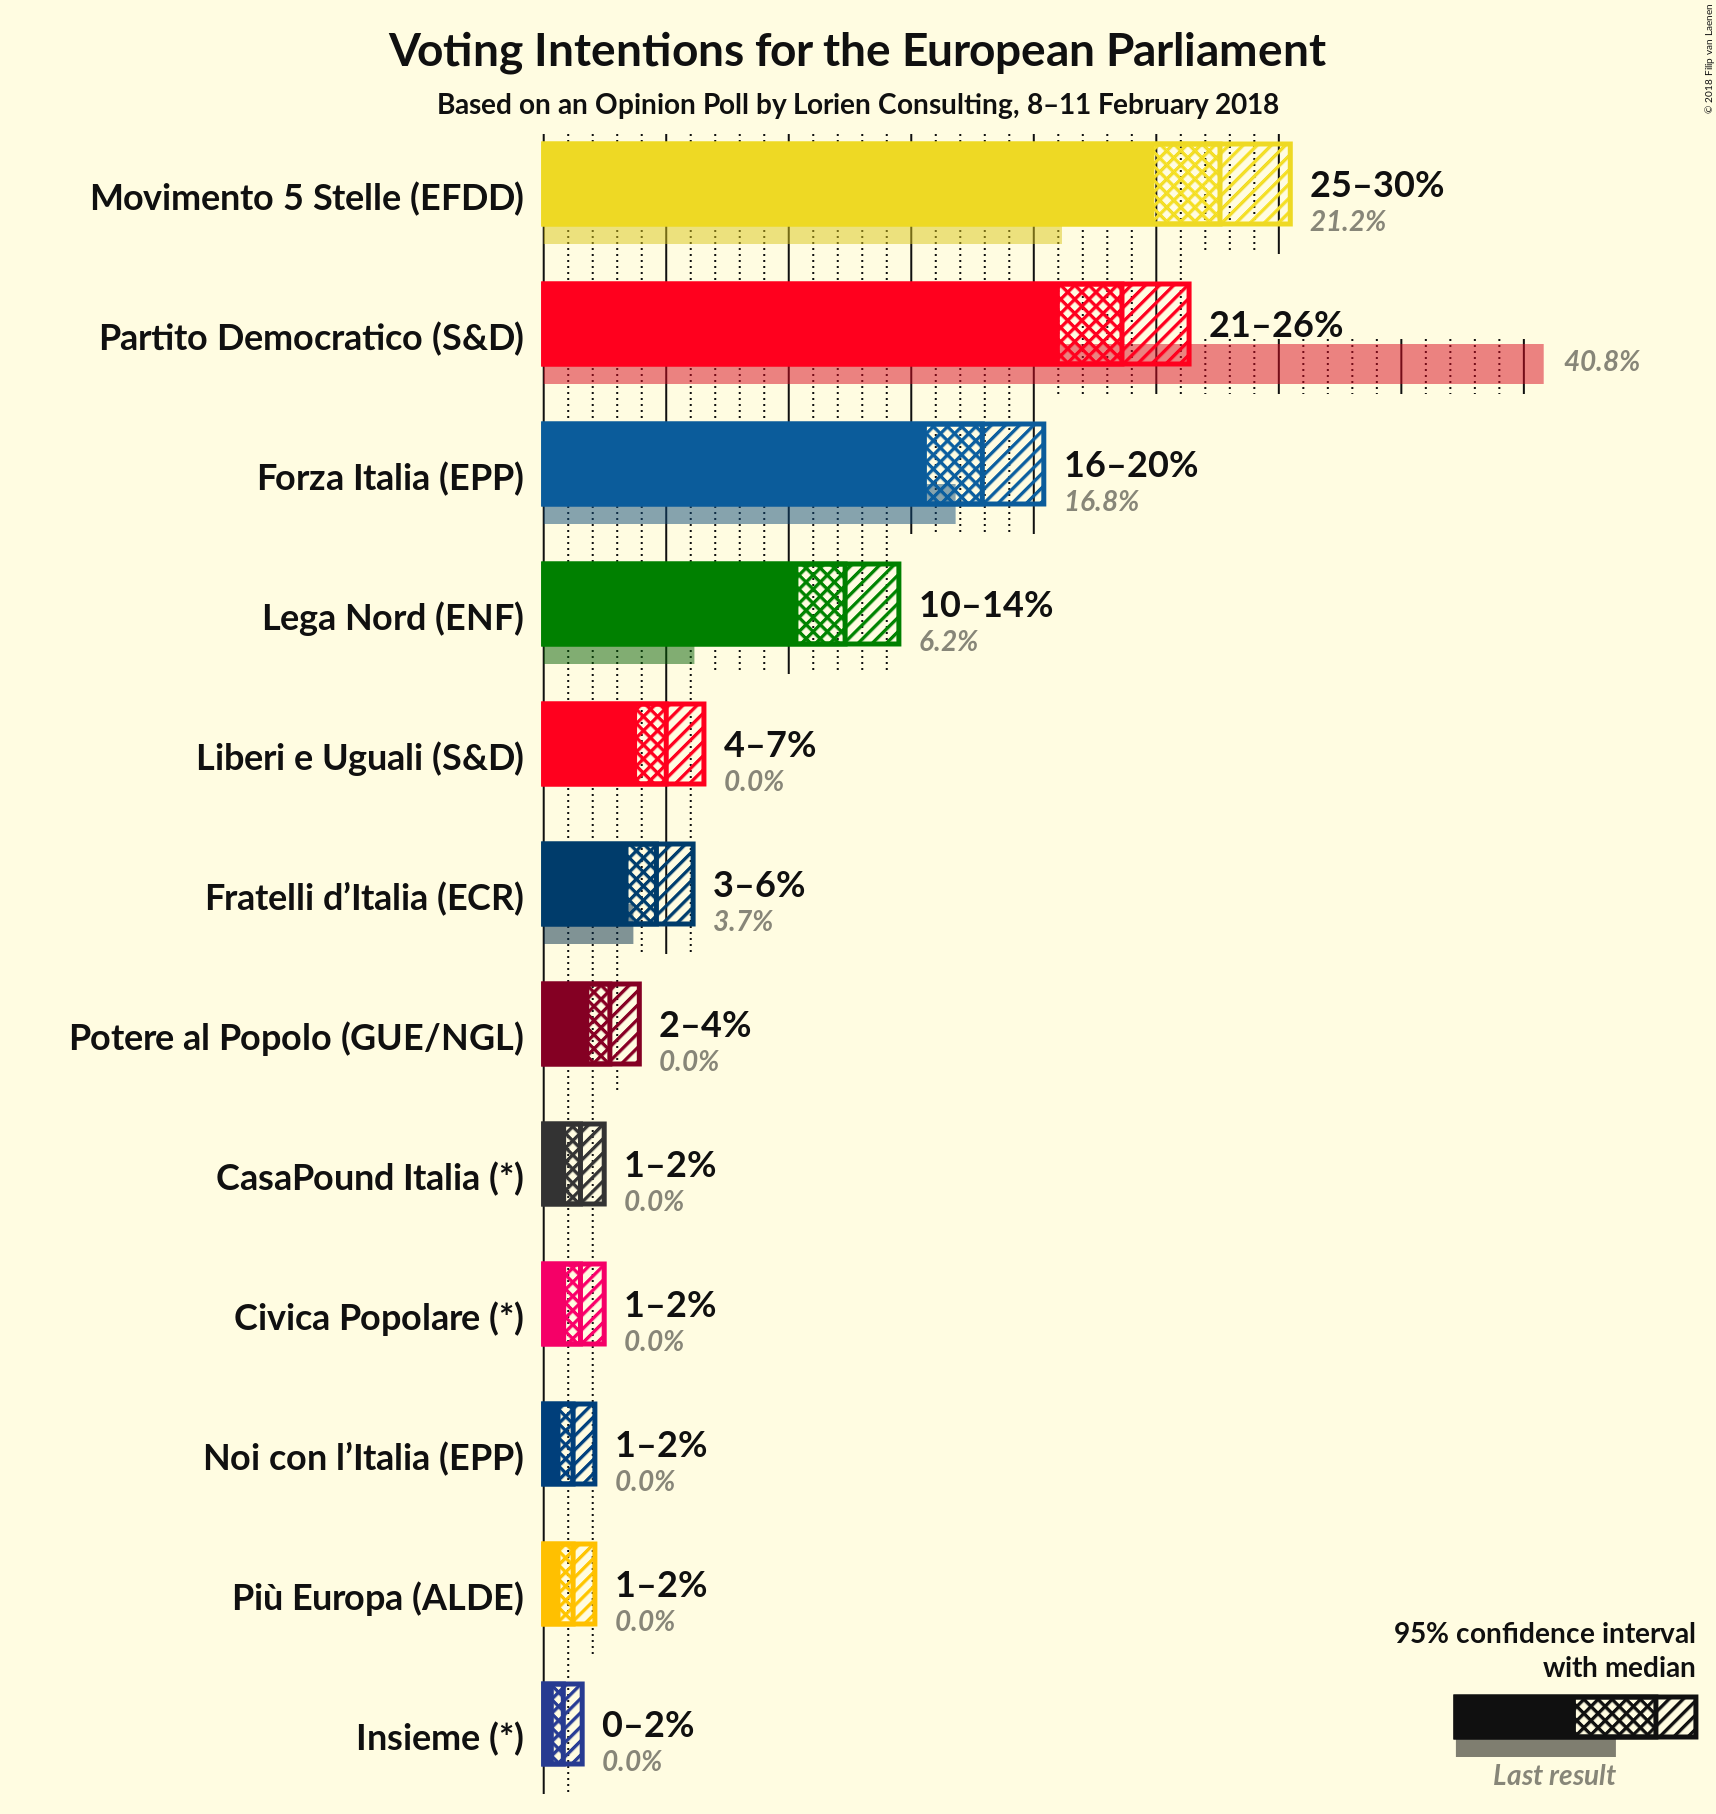 Voting Intentions for the European Parliament
Based on an Opinion Poll by Lorien Consulting, 8–11 February 2018
© 2018 Filip van Laenen
Movimento 5 Stelle (EFDD)
25–30%
21.2%
Partito Democratico (S&D)
21–26%
40.8%
Forza Italia (EPP)
16–20%
16.8%
Lega Nord (ENF)
10–14%
6.2%
Liberi e Uguali (S&D)
4–7%
0.0%
Fratelli d’Italia (ECR)
3–6%
3.7%
Potere al Popolo (GUE/NGL)
2–4%
0.0%
CasaPound Italia (*)
1–2%
0.0%
Civica Popolare (*)
1–2%
0.0%
Noi con l’Italia (EPP)
1–2%
0.0%
Più Europa (ALDE)
1–2%
0.0%
Insieme (*)
0–2%
0.0%
95% confidence interval
with median
Last result